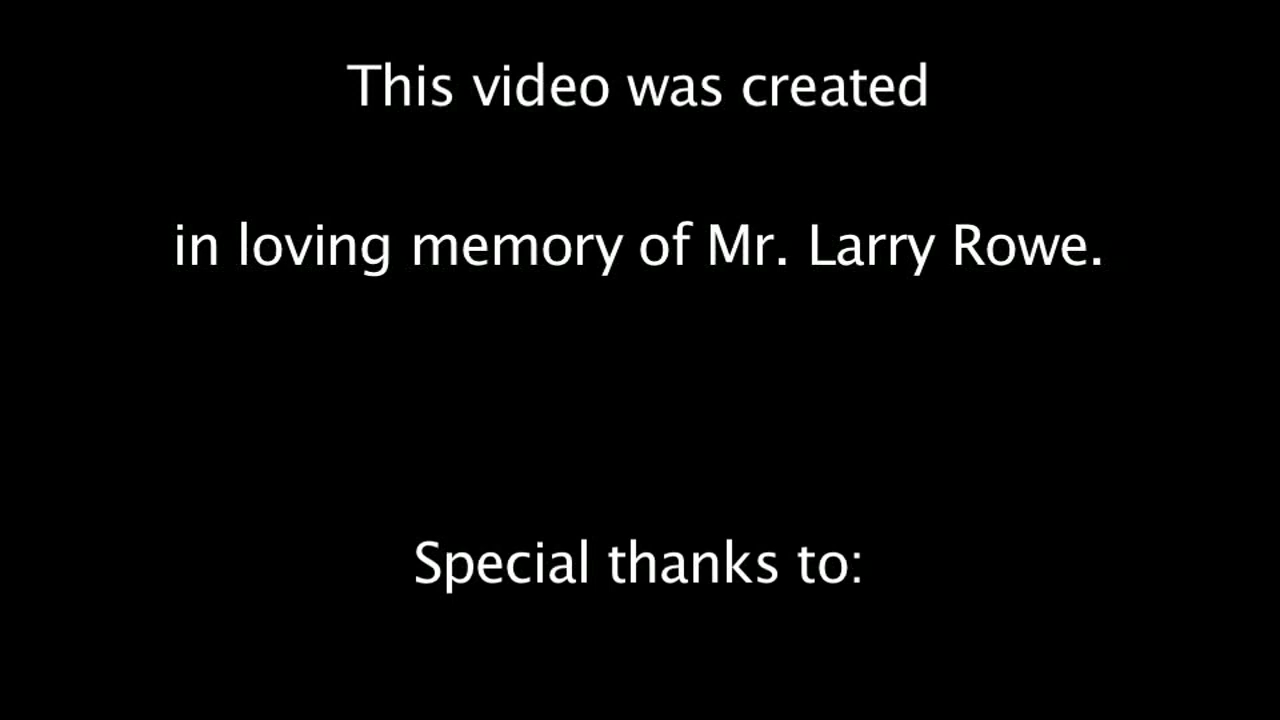 This video was created
in loving memory of Mr. Larry Rowe.
Special thanks to: